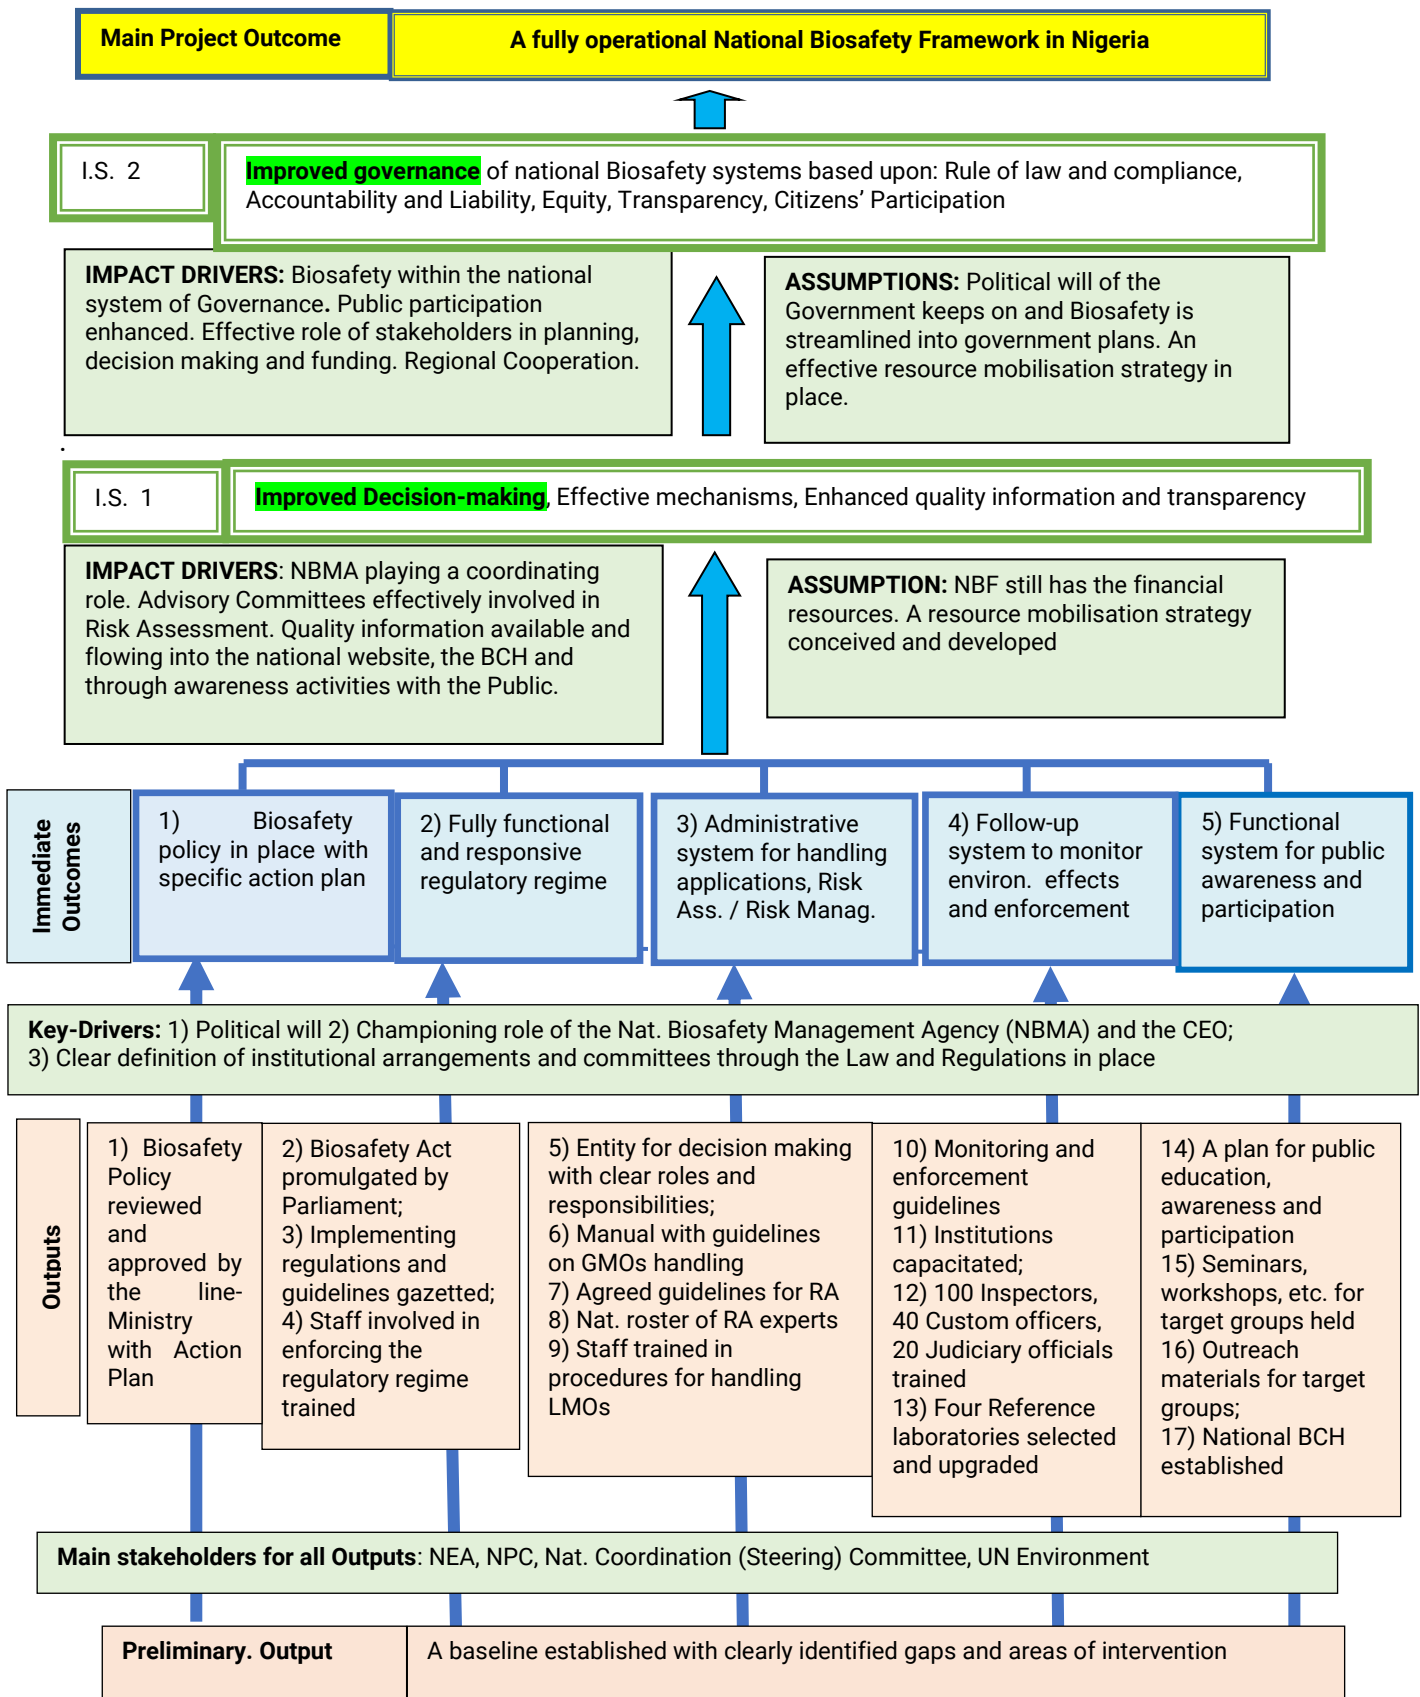 Main Project Outcome
A fully operational National Biosafety Framework in Nigeria
I.S. 2
Improved governance of national Biosafety systems based upon: Rule of law and compliance,
Accountability and Liability, Equity, Transparency, Citizens’ Participation
IMPACT DRIVERS: Biosafety within the national
system of Governance. Public participation
enhanced. Effective role of stakeholders in planning,
decision making and funding. Regional Cooperation.
ASSUMPTIONS: Political will of the
Government keeps on and Biosafety is
streamlined into government plans. An
effective resource mobilisation strategy in
place.
.
I.S. 1
Improved Decision-making, Effective mechanisms, Enhanced quality information and transparency
IMPACT DRIVERS: NBMA playing a coordinating
role. Advisory Committees effectively involved in
Risk Assessment. Quality information available and
flowing into the national website, the BCH and
through awareness activities with the Public.
ASSUMPTION: NBF still has the financial
resources. A resource mobilisation strategy
conceived and developed
Immediate
Outcomes
1) Biosafety
policy in place with
specific action plan
2) Fully functional
and responsive
regulatory regime
3) Administrative
system for handling
applications, Risk
Ass. / Risk Manag.
4) Follow-up
system to monitor
environ. effects
and enforcement
5) Functional
system for public
awareness and
participation
Key-Drivers: 1) Political will 2) Championing role of the Nat. Biosafety Management Agency (NBMA) and the CEO;
3) Clear definition of institutional arrangements and committees through the Law and Regulations in place
Outputs
1) Biosafety
Policy
reviewed
and
approved by
the line-
Ministry
with Action
Plan
2) Biosafety Act
promulgated by
Parliament;
3) Implementing
regulations and
guidelines gazetted;
4) Staff involved in
enforcing the
regulatory regime
trained
5) Entity for decision making
with clear roles and
responsibilities;
6) Manual with guidelines
on GMOs handling
7) Agreed guidelines for RA
8) Nat. roster of RA experts
9) Staff trained in
procedures for handling
LMOs
10) Monitoring and
enforcement
guidelines
11) Institutions
capacitated;
12) 100 Inspectors,
40 Custom officers,
20 Judiciary officials
trained
13) Four Reference
laboratories selected
and upgraded
14) A plan for public
education,
awareness and
participation
15) Seminars,
workshops, etc. for
target groups held
16) Outreach
materials for target
groups;
17) National BCH
established
Main stakeholders for all Outputs: NEA, NPC, Nat. Coordination (Steering) Committee, UN Environment
Preliminary. Output
A baseline established with clearly identified gaps and areas of intervention